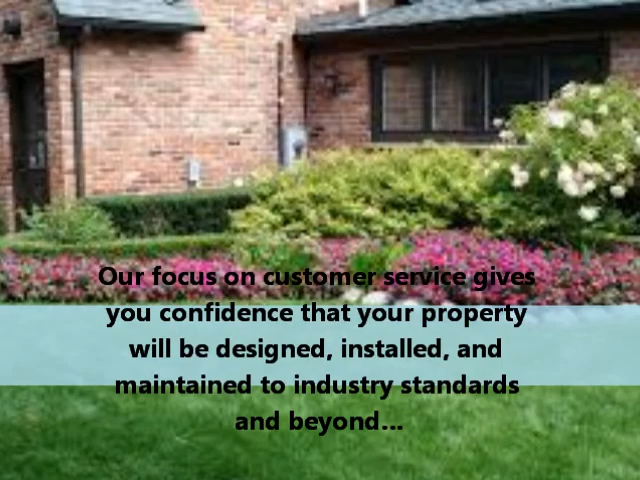 Our focus on customer service gives
you confidence that your property
will be designed, installed, and
maintained to industry standards
and beyond...